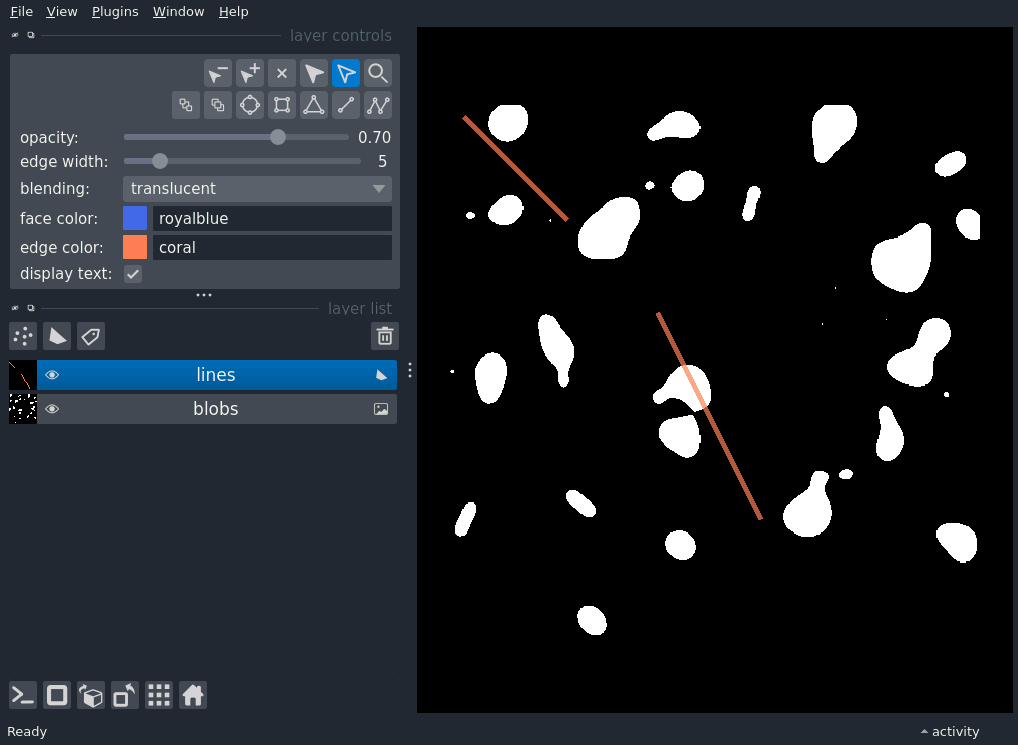 File View Plugins Window Help
layer controls
opacity: 0.70
edge width: 5
blending: translucent
face color: royalblue
edge color: coral
display text:
layer list
lines
blobs
Ready activity